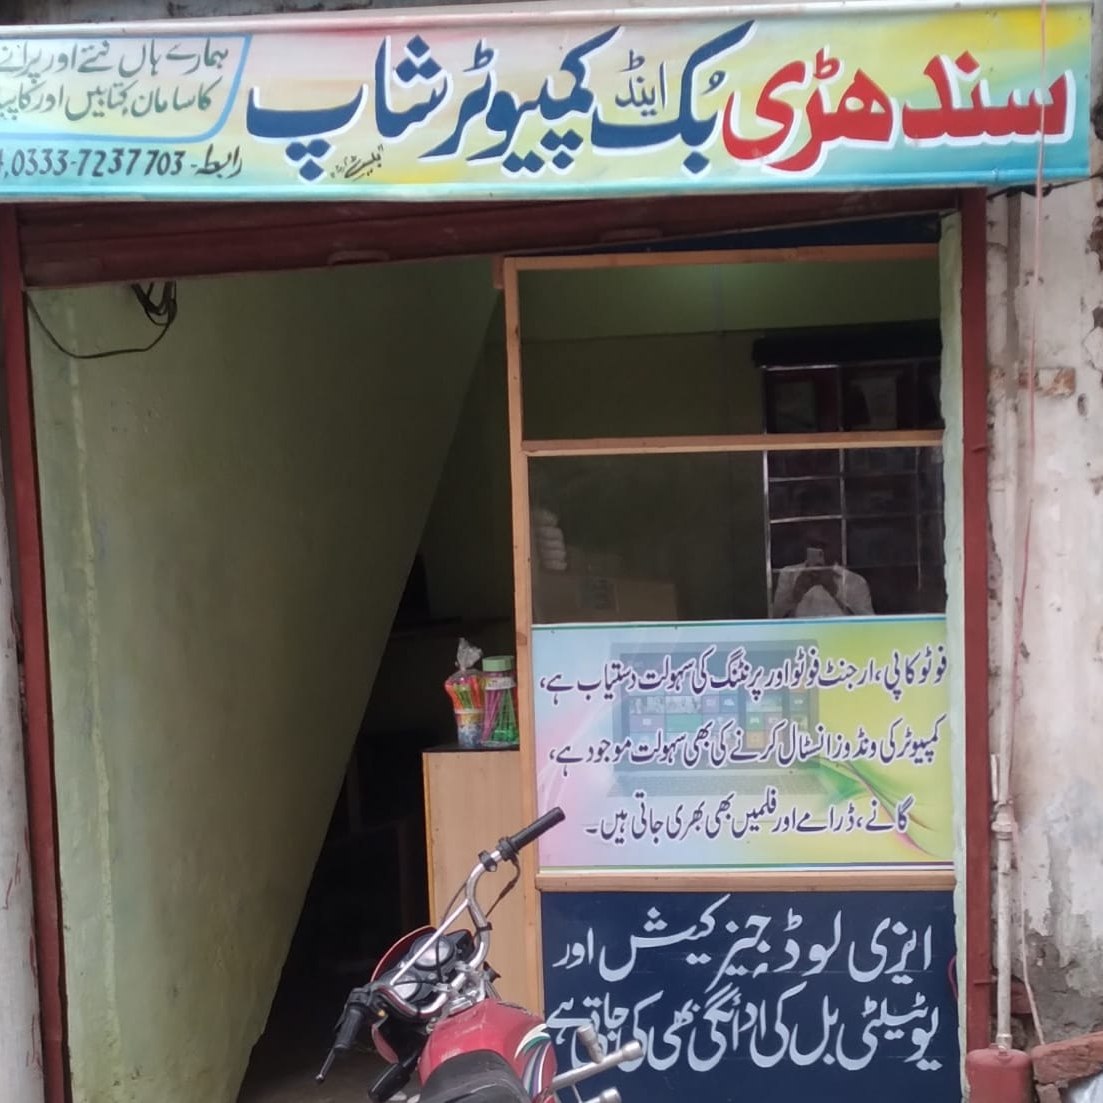 سندھڑی بُک اینڈ کمپیوٹر شاپ
ہمارے ہاں نئے اور پرانے
کا سامان، کتابیں اور کاپیا
رابطہ-0333-7237703
فوٹو کاپی، ارجنٹ فوٹو اور پرنٹنگ کی سہولت دستیاب ہے،
کمپیوٹر کی ونڈوز انسٹال کرنے کی بھی سہولت موجود ہے،
گانے، ڈرامے اور فلمیں بھی بھری جاتی ہیں۔
ایزی لوڈ جیز کیش اور
یوٹیلٹی بل کی ادائگی بھی کی جاتی ہے